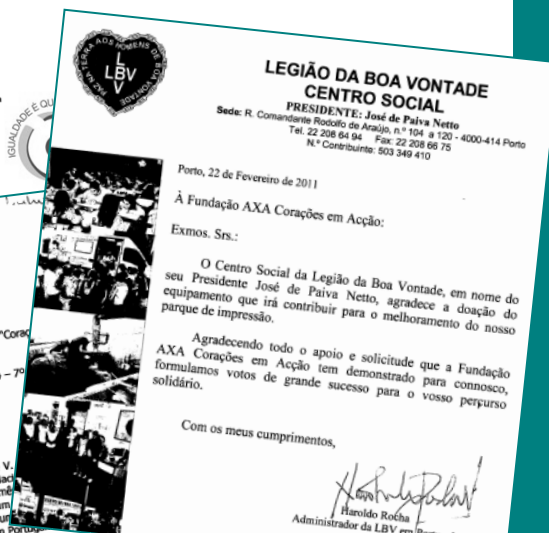 PAZ NA TERRA AOS HOMENS DE BOA VONTADE
L
LBV
V
LEGIÃO DA BOA VONTADE
CENTRO SOCIAL
PRESIDENTE: José de Paiva Netto
Sede: R. Comandante Rodolfo de Araújo, n.º 104 a 120 - 4000-414 Porto
Tel. 22 208 64 94 Fax: 22 208 66 75
N.º Contribuinte: 503 349 410
Porto, 22 de Fevereiro de 2011
À Fundação AXA Corações em Acção:
Exmos. Srs.:
O Centro Social da Legião da Boa Vontade, em nome do
seu Presidente José de Paiva Netto, agradece a doação do
equipamento que irá contribuir para o melhoramento do nosso
parque de impressão.
Agradecendo todo o apoio e solicitude que a Fundação
AXA Corações em Acção tem demonstrado para connosco,
formulamos votos de grande sucesso para o vosso percurso
solidário.
Com os meus cumprimentos,
Haroldo Rocha
Administrador da LBV em
IGUALDADE É